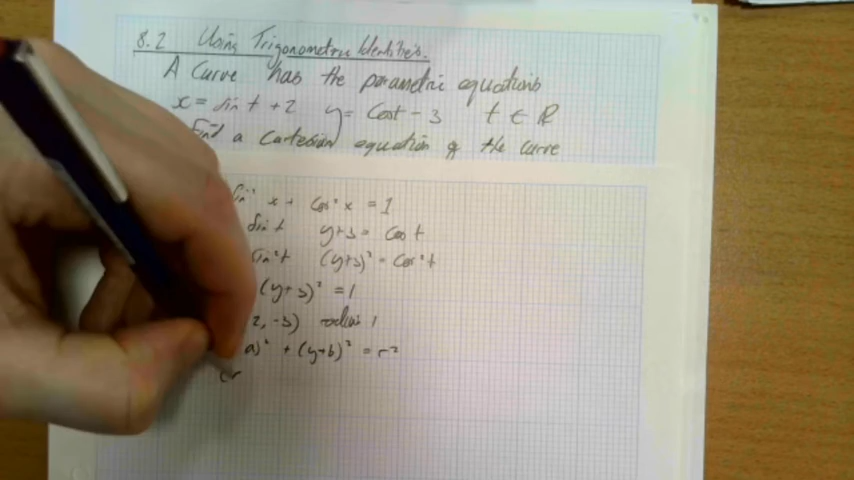 8.2 Using Trigonometric Identities.
A Curve has the parametric equations
x = sin t + 2 y = Cos t - 3 t ∈ ℝ
Find a Cartesian equation of the curve
Sin² x + Cos² x = 1
Sin t y+3 = Cos t
Sin² t (y+3)² = Cos² t
(y+3)² = 1
2, -3) radius 1
a)² + (y+b)² = r²